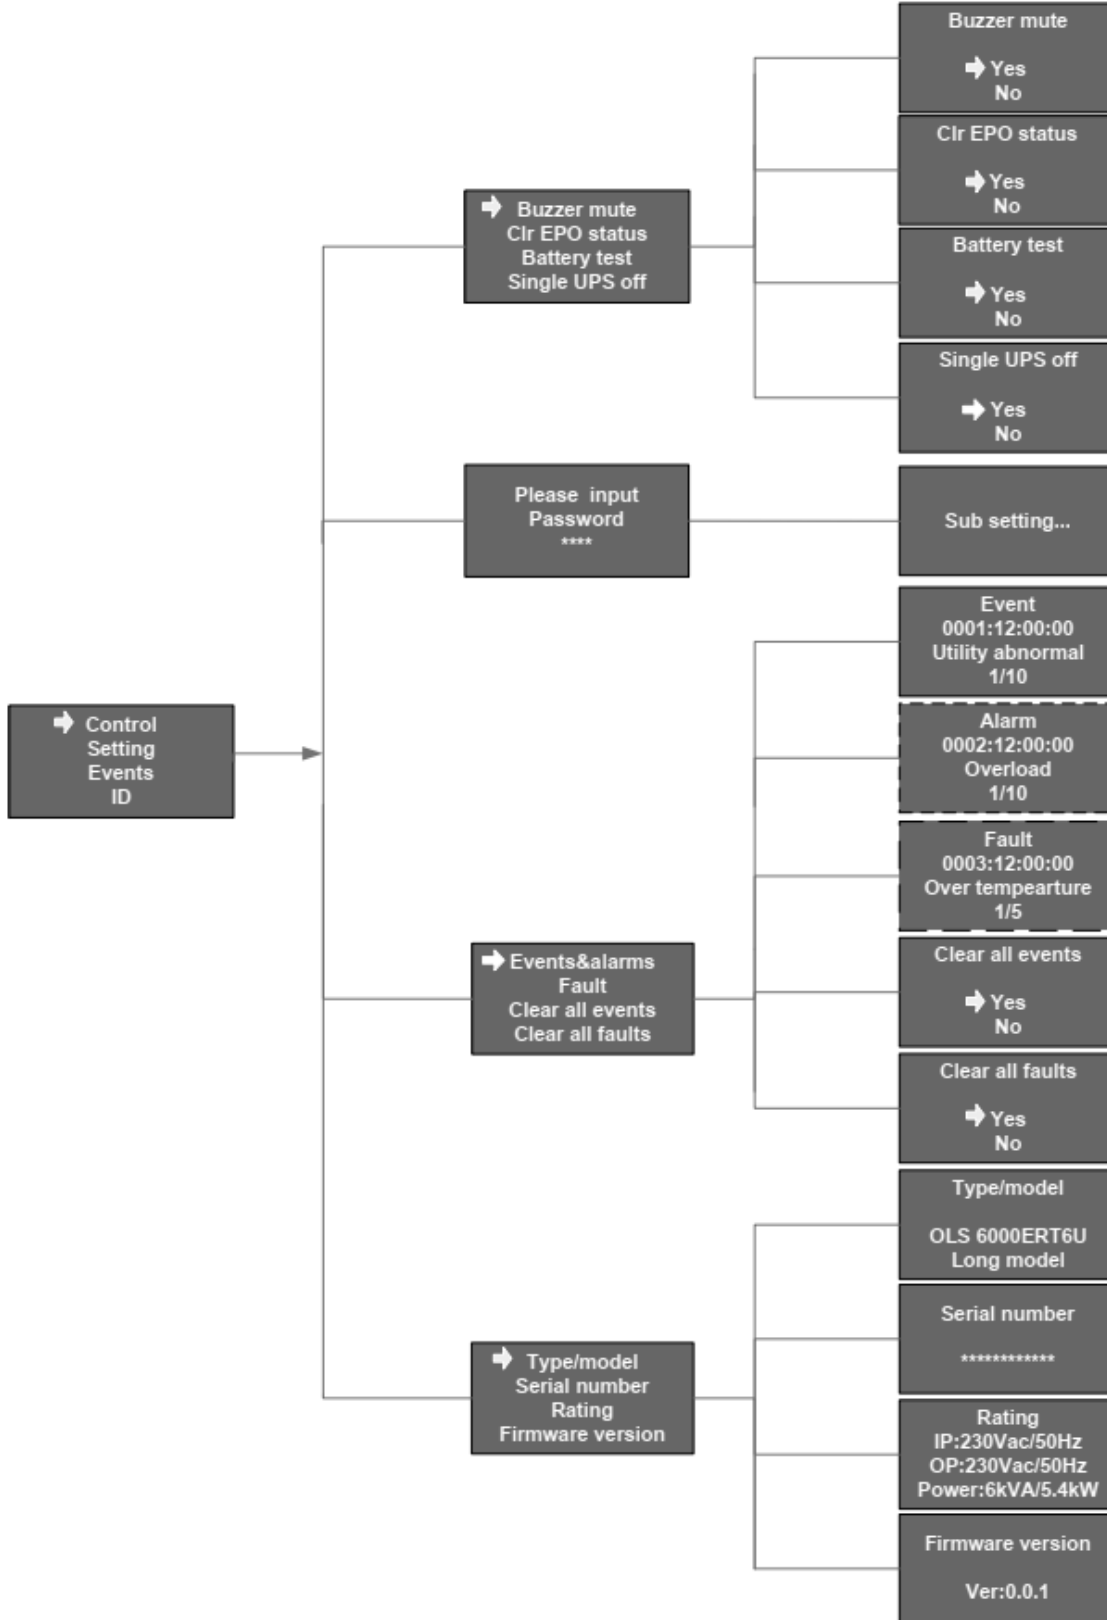 Buzzer mute
Yes
No
Clr EPO status
Yes
No
Battery test
Yes
No
Single UPS off
Yes
No
Buzzer mute
Clr EPO status
Battery test
Single UPS off
Please input
Password
****
Sub setting...
Event
0001:12:00:00
Utility abnormal
1/10
Alarm
0002:12:00:00
Overload
1/10
Fault
0003:12:00:00
Over tempearture
1/5
Control
Setting
Events
ID
Events&alarms
Fault
Clear all events
Clear all faults
Clear all events
Yes
No
Clear all faults
Yes
No
Type/model
OLS 6000ERT6U
Long model
Serial number
************
Type/model
Serial number
Rating
Firmware version
Rating
IP:230Vac/50Hz
OP:230Vac/50Hz
Power:6kVA/5.4kW
Firmware version
Ver:0.0.1